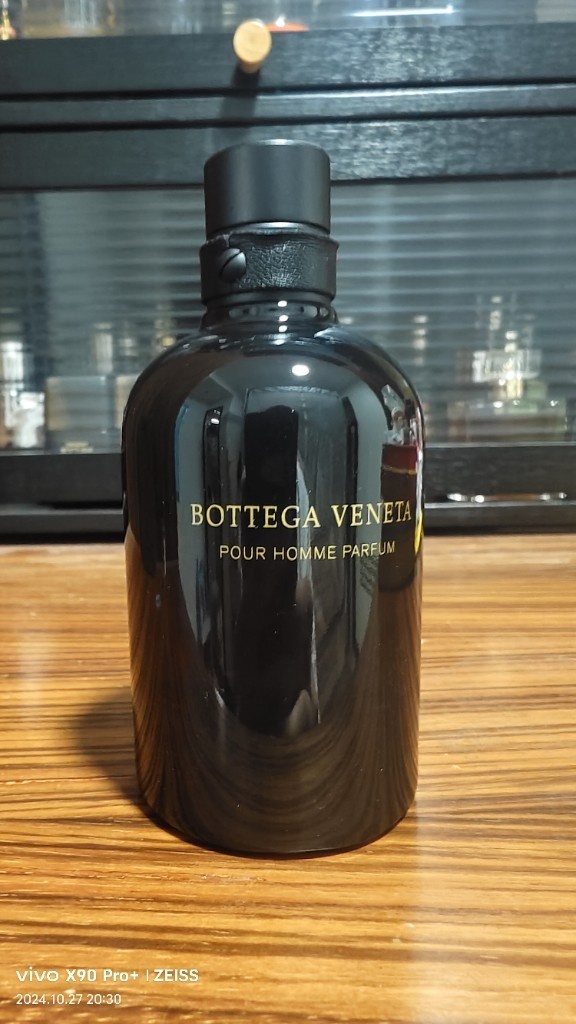 BOTTEGA VENETA
POUR HOMME PARFUM
vivo X90 Pro+ | ZEISS
2024.10.27 20:30